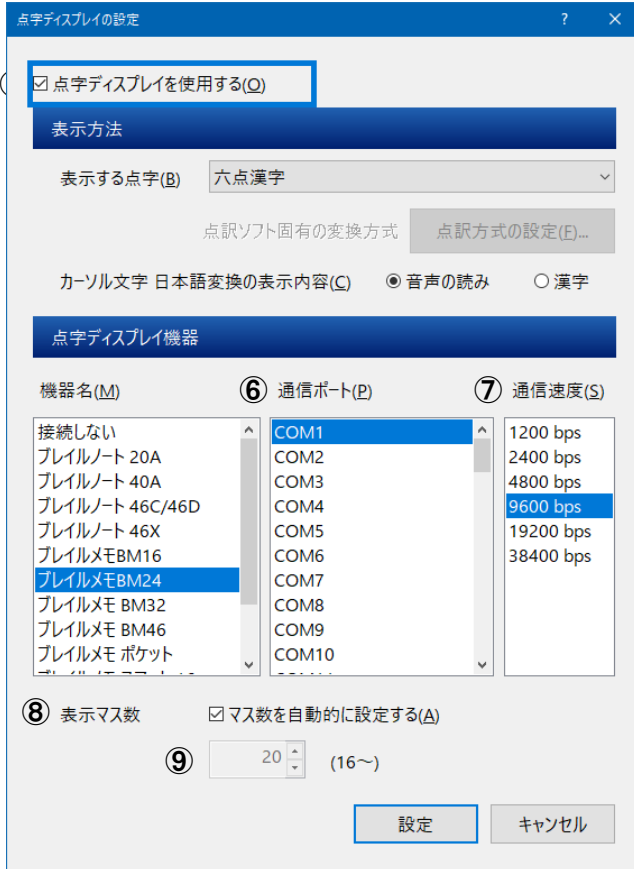 点字ディスプレイの設定 ? ×
☑点字ディスプレイを使用する(O)
表示方法
表示する点字(B) 六点漢字
点訳ソフト固有の変換方式 点訳方式の設定(F)...
カーソル文字 日本語変換の表示内容(C) 音声の読み 漢字
点字ディスプレイ機器
機器名(M) ⑥ 通信ポート(P) ⑦ 通信速度(S)
接続しない COM1 1200 bps
ブレイルノート 20A COM2 2400 bps
ブレイルノート 40A COM3 4800 bps
ブレイルノート 46C/46D COM4 9600 bps
ブレイルノート 46X COM5 19200 bps
ブレイルメモBM16 COM6 38400 bps
ブレイルメモBM24 COM7
ブレイルメモ BM32 COM8
ブレイルメモ BM46 COM9
ブレイルメモ ポケット COM10
⑧ 表示マス数 ☑マス数を自動的に設定する(A)
⑨ 20 (16～)
設定 キャンセル